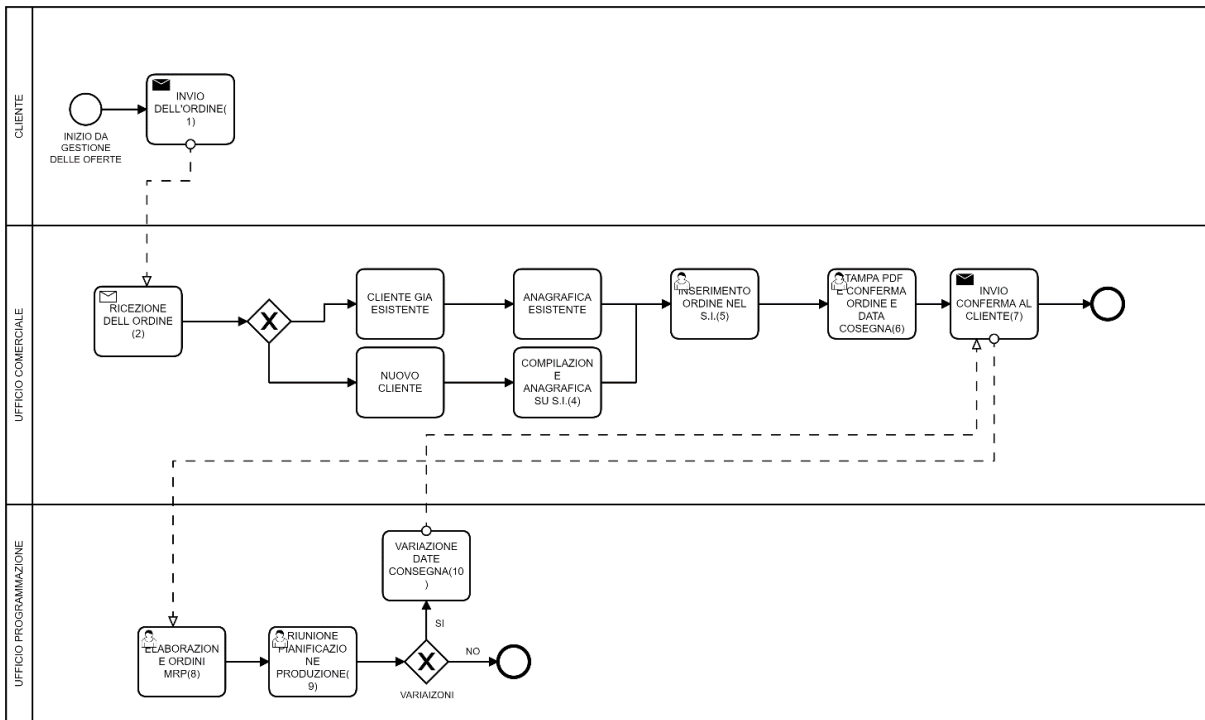 CLIENTE
INVIO
DELL'ORDINE(
1)
INIZIO DA
GESTIONE
DELLE OFFERTE
UFFICIO COMERCIALE
RICEZIONE
DELL ORDINE
(2)
X
CLIENTE GIA
ESISTENTE
ANAGRAFICA
ESISTENTE
NUOVO
CLIENTE
COMPILAZION
E
ANAGRAFICA
SU S.I.(4)
INSERIMENTO
ORDINE NEL
S.I.(5)
STAMPA PDF
E CONFERMA
ORDINE E
DATA
COSEGNA(6)
INVIO
CONFERMA AL
CLIENTE(7)
UFFICIO PROGRAMMAZIONE
VARIAZIONE
DATE
CONSEGNA(10
)
SI
ELABORAZION
E ORDINI
MRP(8)
RIUNIONE
PIANIFICAZIO
NE
PRODUZIONE(
9)
X
NO
VARIAIZONI